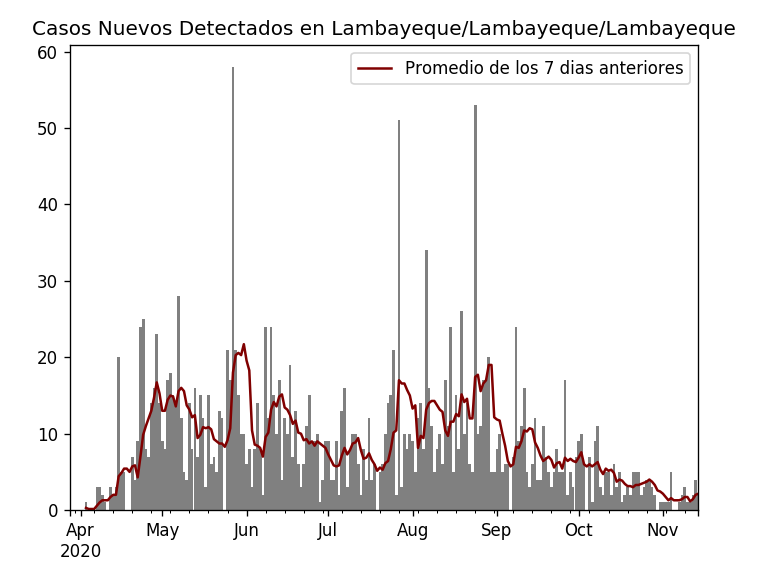 Casos Nuevos Detectados en Lambayeque/Lambayeque/Lambayeque
Promedio de los 7 dias anteriores
60
50
40
30
20
10
0
Apr May Jun Jul Aug Sep Oct Nov
2020